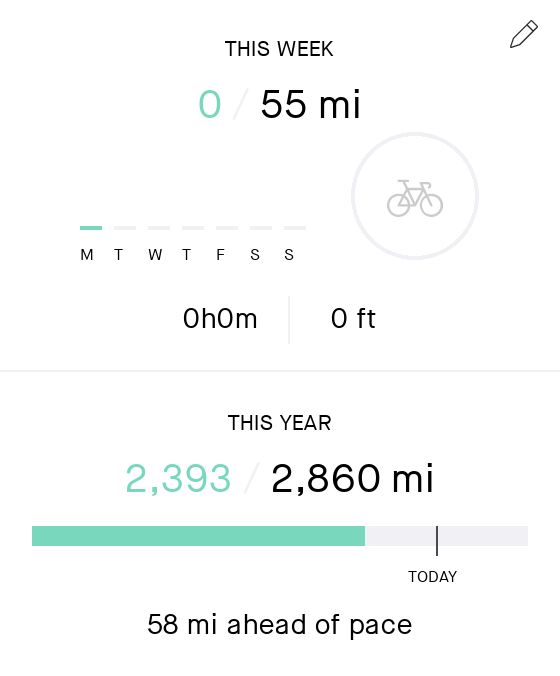 THIS WEEK
0 / 55 mi
M T W T F S S
0h0m 0 ft
THIS YEAR
2,393 / 2,860 mi
TODAY
58 mi ahead of pace